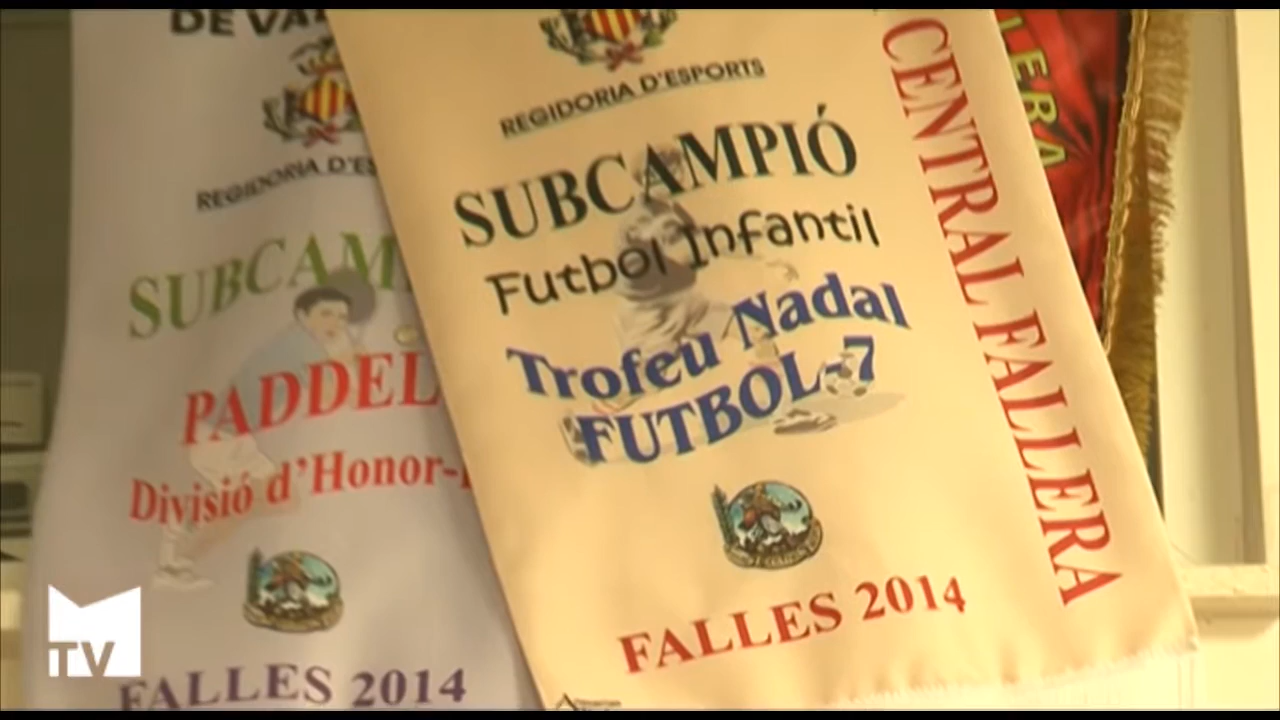 DE VA
REGIDORIA D'ES
SUBCAM
PADDEL
Divisió d'Honor-
FALLES 2014
REGIDORIA D'ESPORTS
SUBCAMPIÓ
Futbol Infantil
Trofeu Nadal
FUTBOL-7
FALLES 2014
CENTRAL FALLERA
LERA
TV